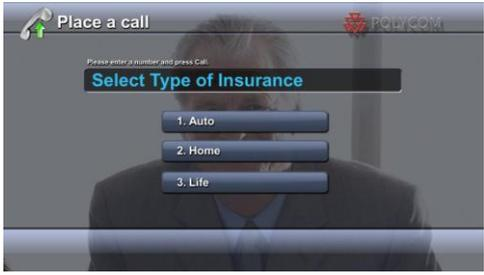 Place a call
POLYCOM
Please enter a number and press Call.
Select Type of Insurance
1. Auto
2. Home
3. Life